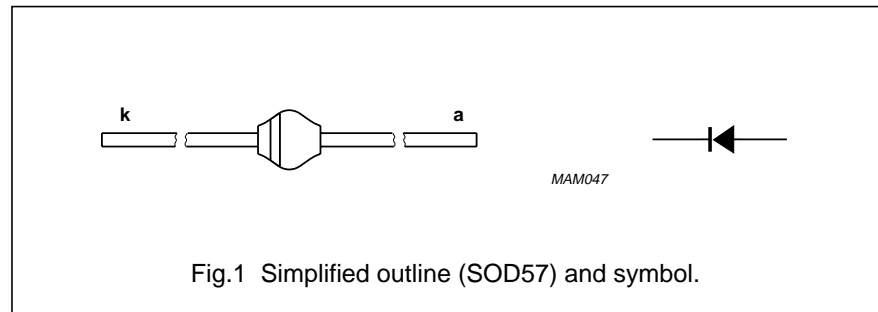 k
a
MAM047
Fig.1 Simplified outline (SOD57) and symbol.